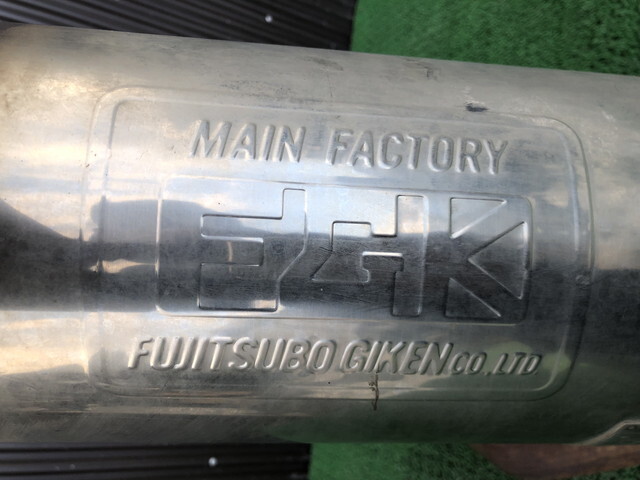 MAIN FACTORY
FGK
FUJITSUBO GIKEN CO.,LTD